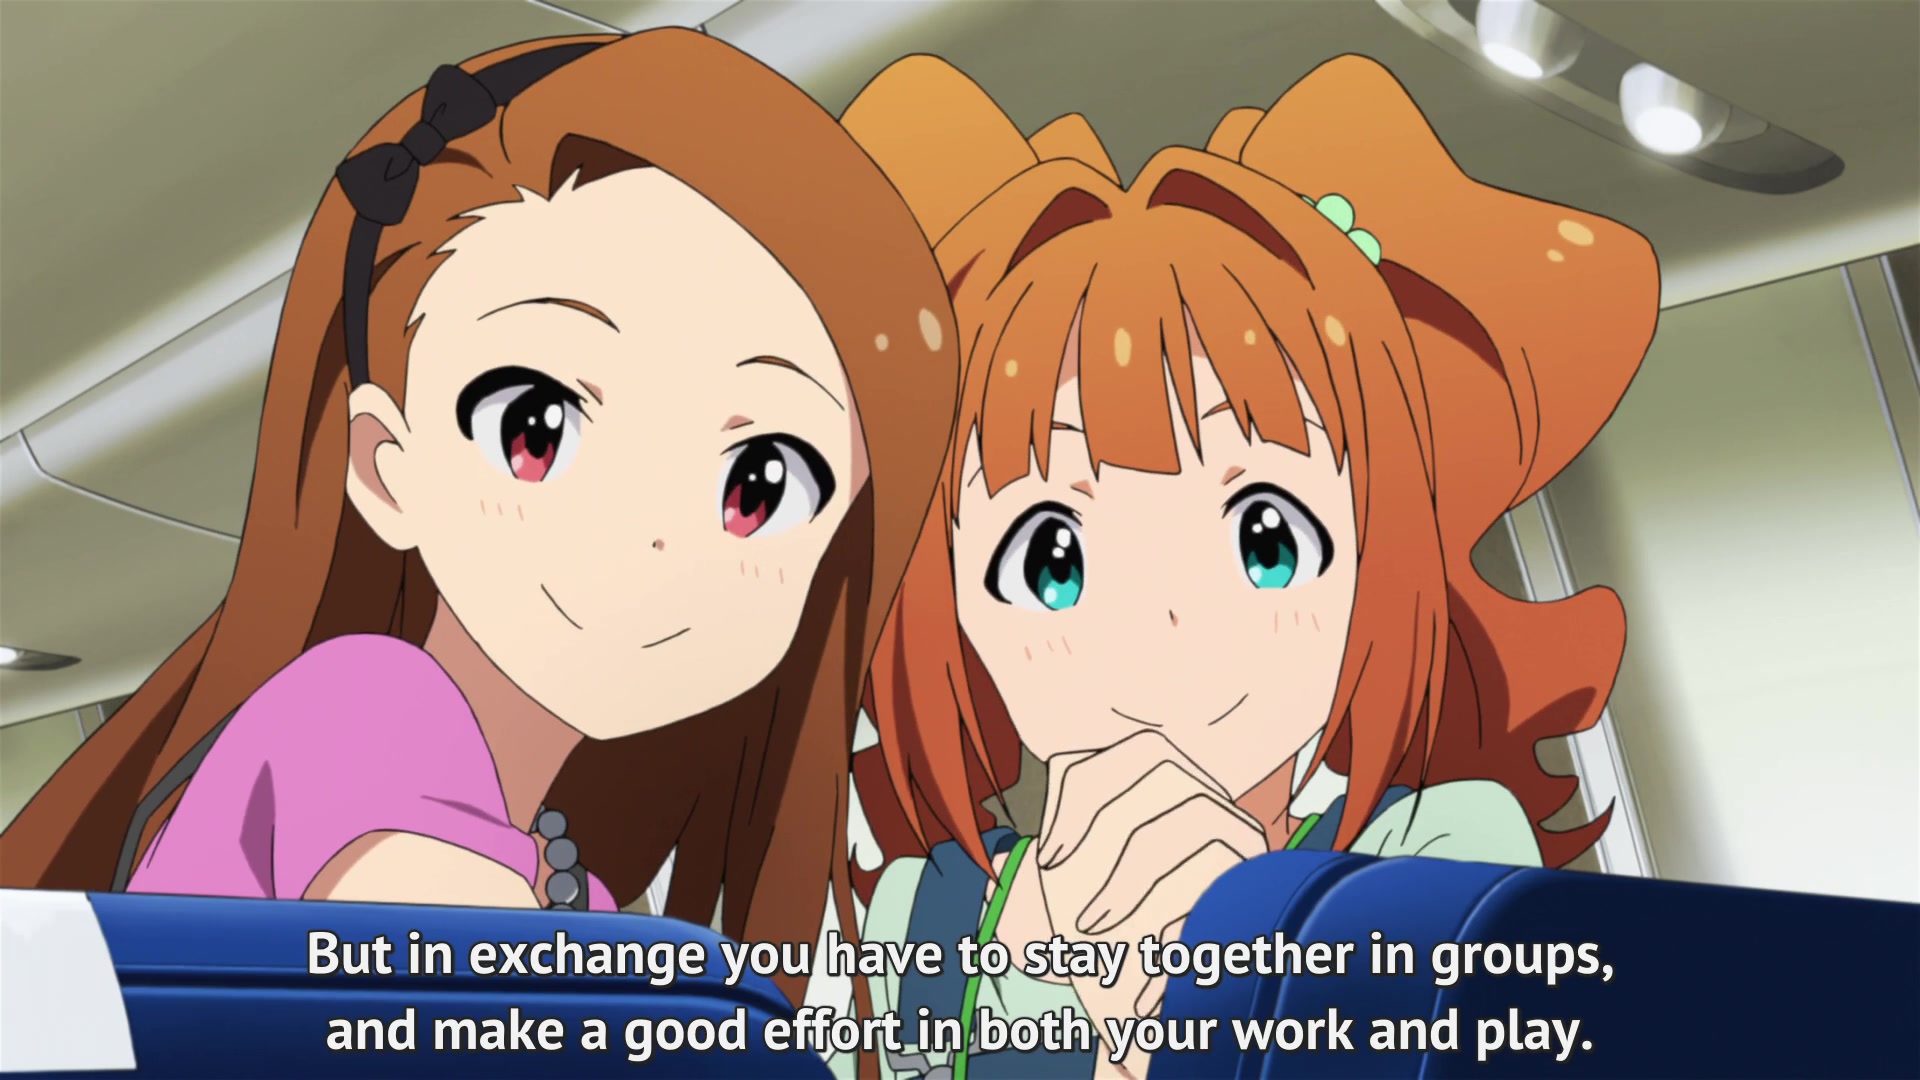 But in exchange you have to stay together in groups,
and make a good effort in both your work and play.